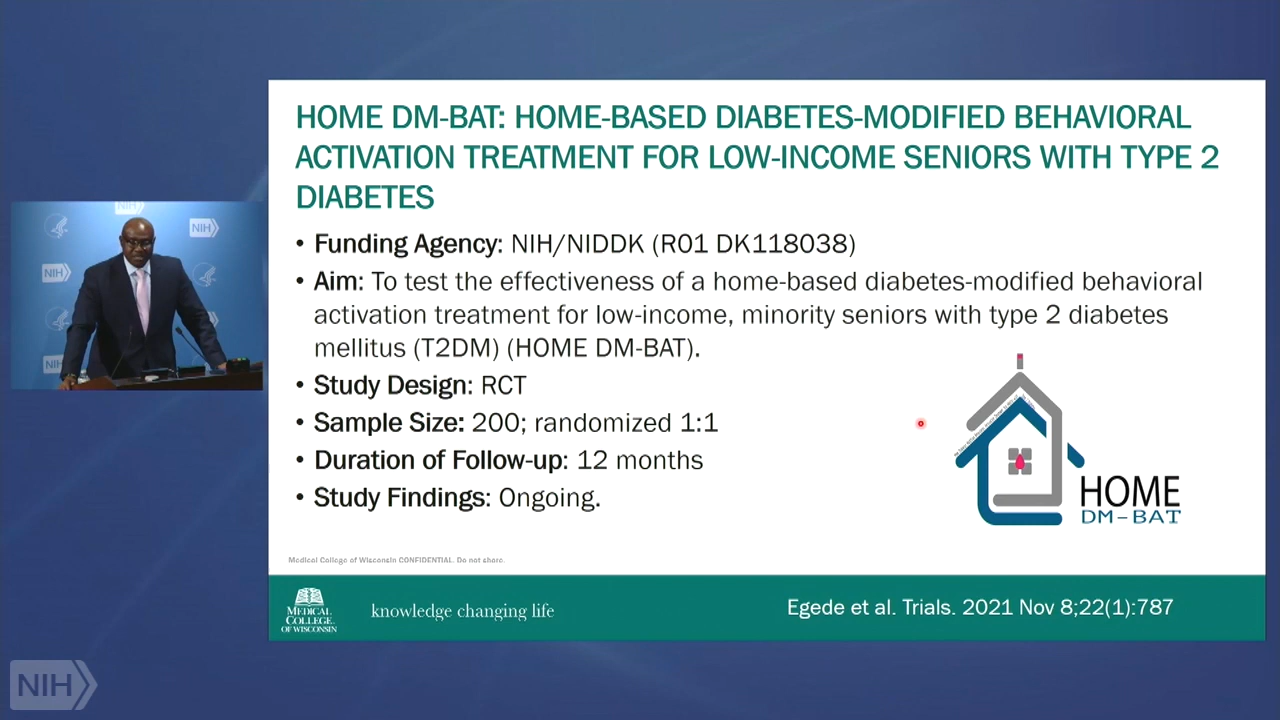 HOME DM-BAT: HOME-BASED DIABETES-MODIFIED BEHAVIORAL
ACTIVATION TREATMENT FOR LOW-INCOME SENIORS WITH TYPE 2
DIABETES
• Funding Agency: NIH/NIDDK (R01 DK118038)
• Aim: To test the effectiveness of a home-based diabetes-modified behavioral
activation treatment for low-income, minority seniors with type 2 diabetes
mellitus (T2DM) (HOME DM-BAT).
• Study Design: RCT
• Sample Size: 200; randomized 1:1
• Duration of Follow-up: 12 months
• Study Findings: Ongoing.
HOME
DM-BAT
Medical College of Wisconsin CONFIDENTIAL. Do not share.
MEDICAL
COLLEGE
OF WISCONSIN
knowledge changing life
Egede et al. Trials. 2021 Nov 8;22(1):787
NIH
NIH
NIH
NIH
NIH